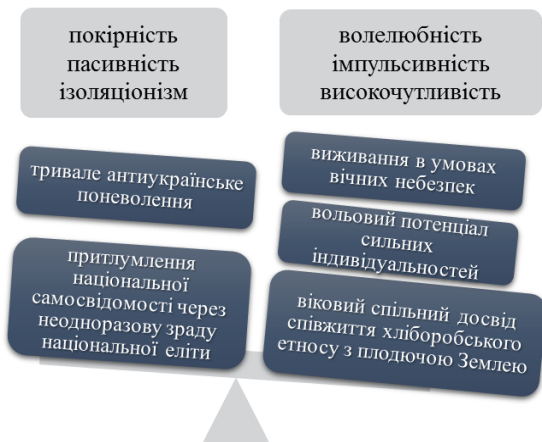 покірність
пасивність
ізоляціонізм
волелюбність
імпульсивність
височутливість
тривале антиукраїнське
поневолення
притлумлення
національної
самосвідомості через
неодноразову зраду
національної еліти
виживання в умовах
вічних небезпек
вольовий потенціал
сильних
індивідуальностей
віковий спільний досвід
співжиття хліборобського
етносу з плодючою Землею